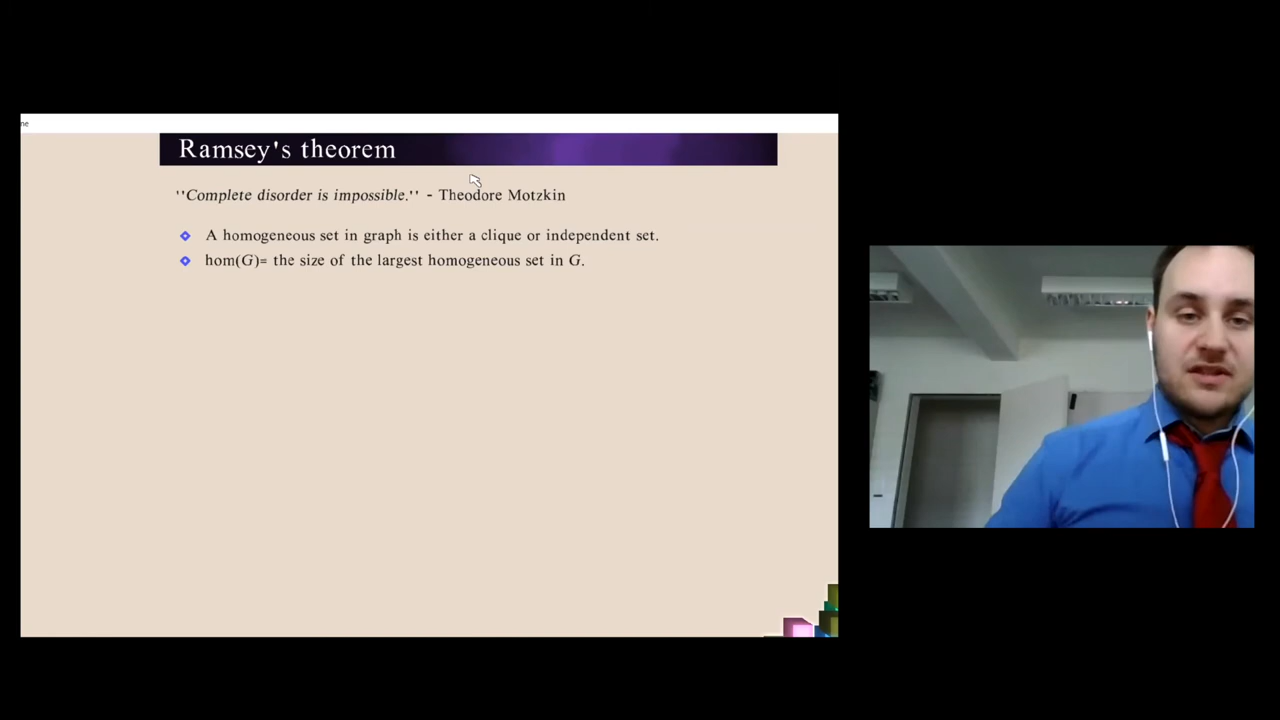 ne
Ramsey's theorem
''Complete disorder is impossible.'' - Theodore Motzkin
A homogeneous set in graph is either a clique or independent set.
hom(G)= the size of the largest homogeneous set in G.